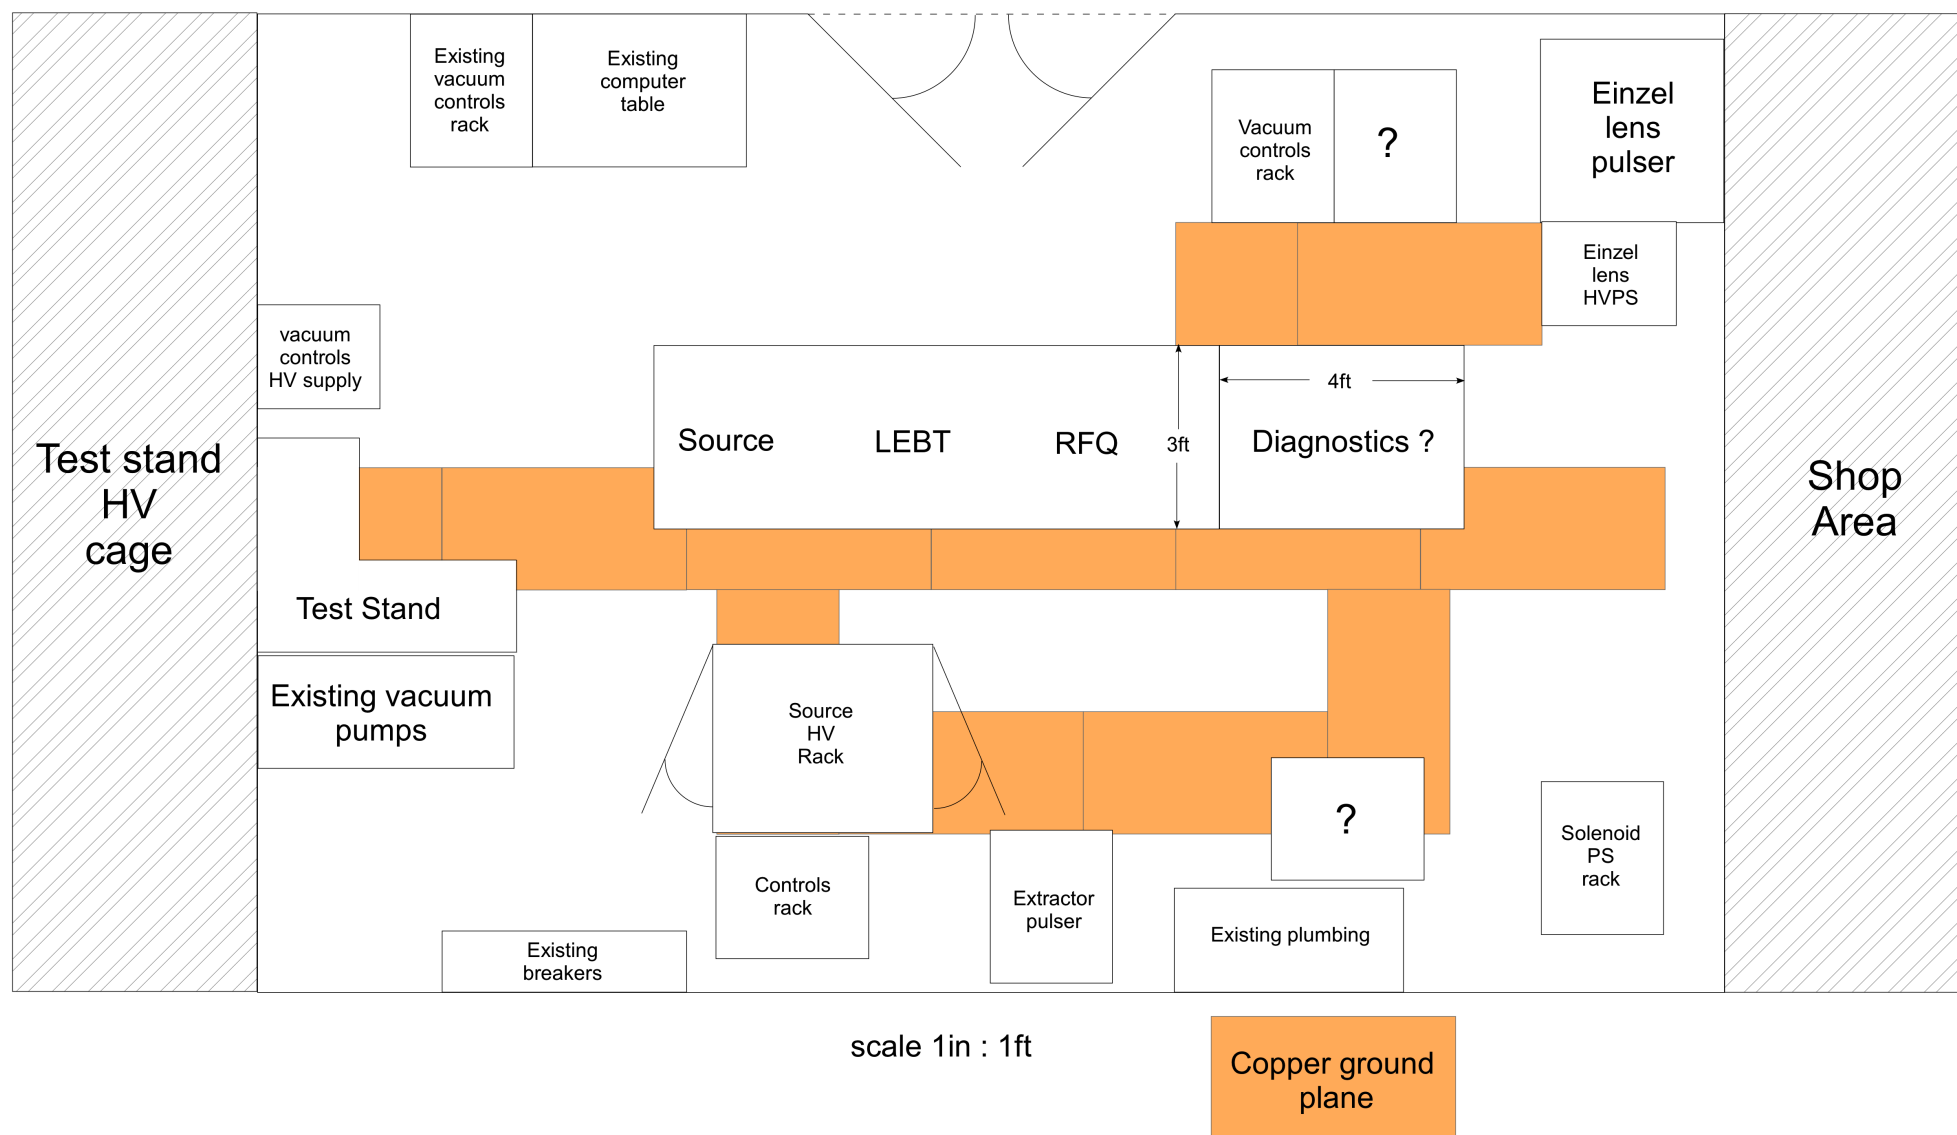 Existing
vacuum
controls
rack
Existing
computer
table
Vacuum
controls
rack
?
Einzel
lens
pulser
Einzel
lens
HVPS
vacuum
controls
HV supply
4ft
Source
LEBT
RFQ
3ft
Diagnostics ?
Test stand
HV
cage
Shop
Area
Test Stand
Existing vacuum
pumps
Source
HV
Rack
?
Solenoid
PS
rack
Controls
rack
Extractor
pulser
Existing plumbing
Existing
breakers
scale 1in : 1ft
Copper ground
plane